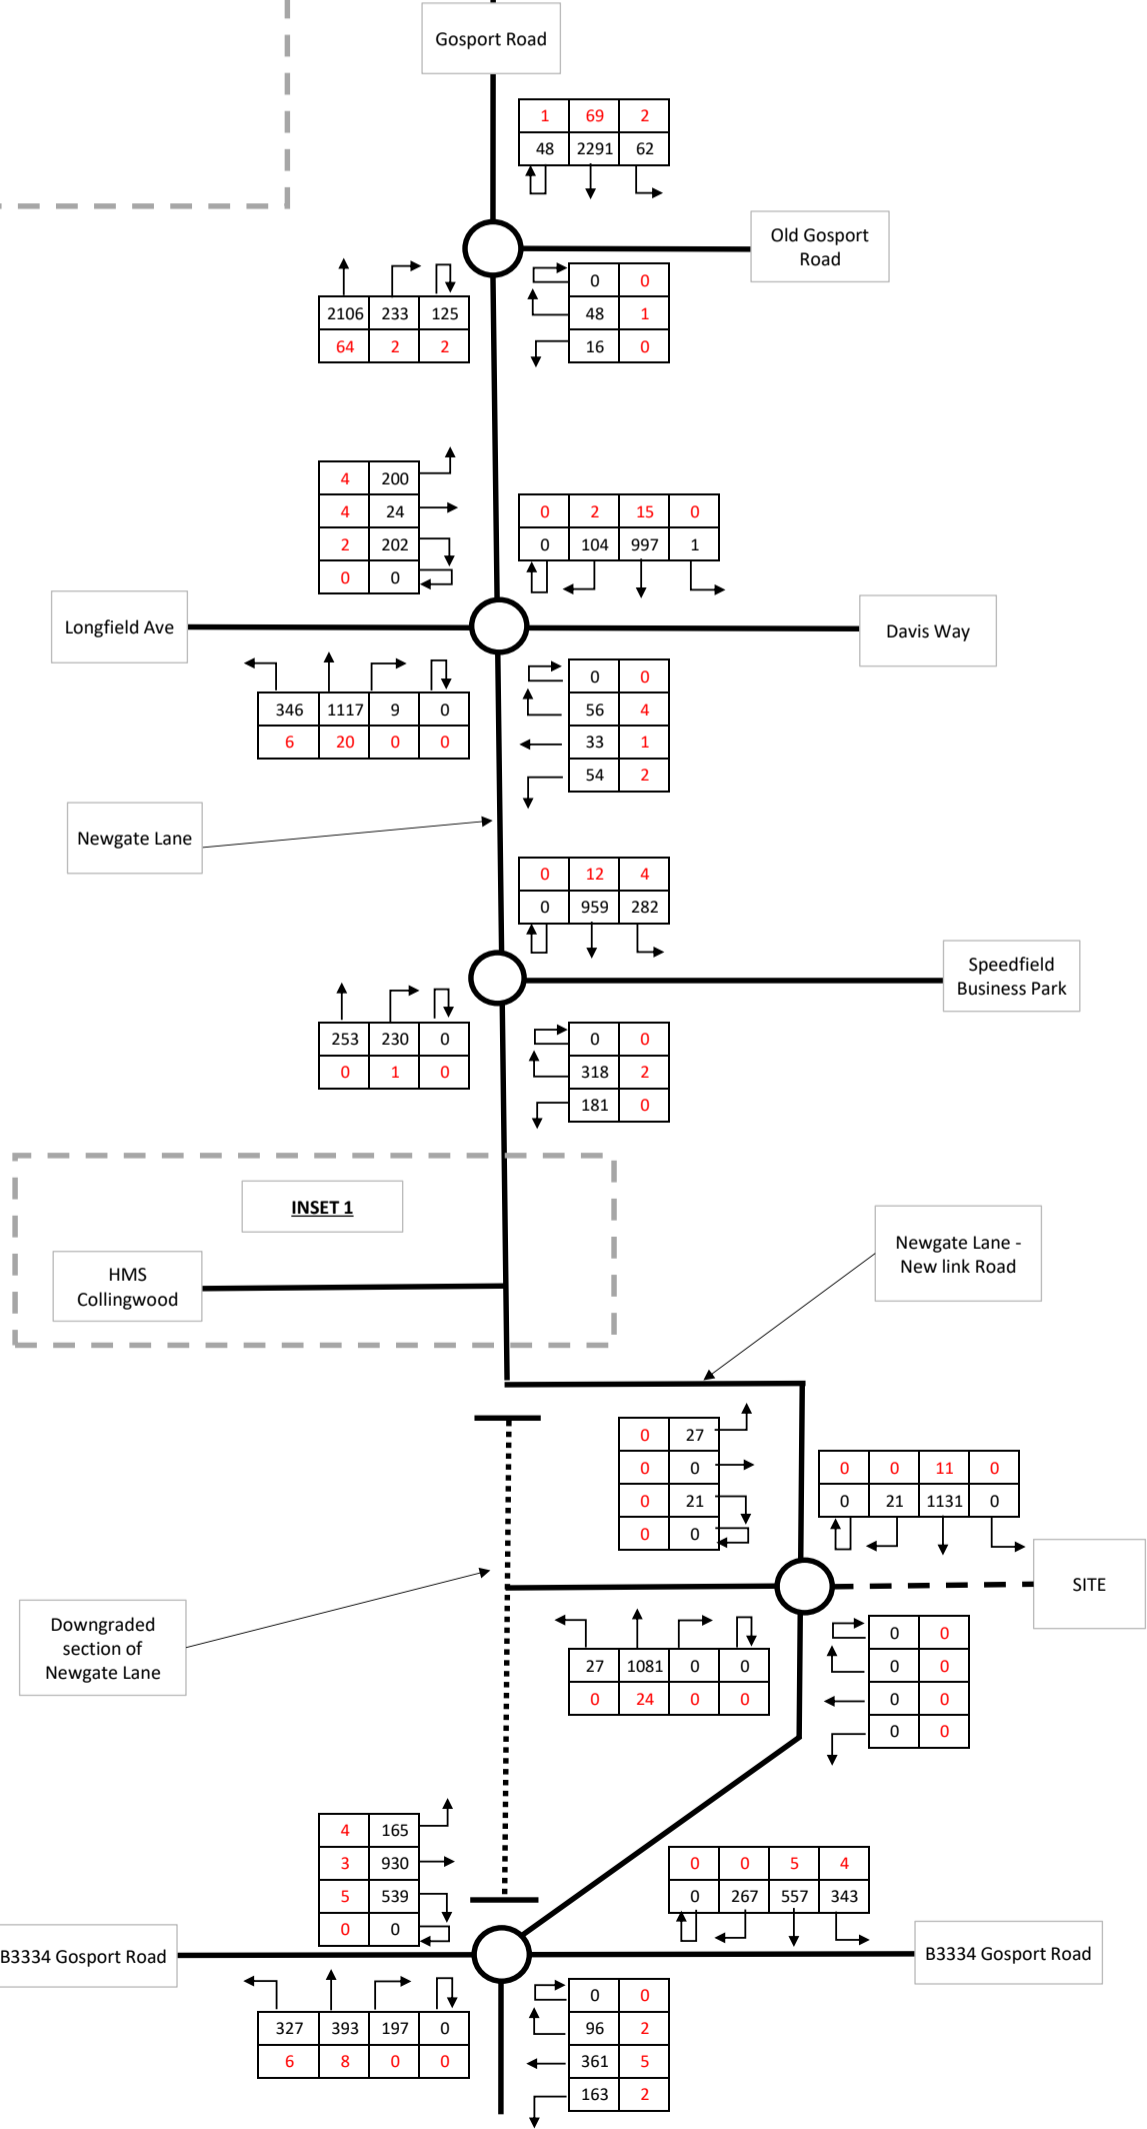 Gosport Road
1 69 2
48 2291 62
Old Gosport
Road
0 0
48 1
16 0
2106 233 125
64 2 2
4 200
4 24
2 202
0 0
0 2 15 0
0 104 997 1
Longfield Ave
Davis Way
346 1117 9 0
6 20 0 0
0 0
56 4
33 1
54 2
Newgate Lane
0 12 4
0 959 282
Speedfield
Business Park
253 230 0
0 1 0
0 0
318 2
181 0
INSET 1
HMS
Collingwood
Newgate Lane -
New link Road
0 27
0 0
0 21
0 0
0 0 11 0
0 21 1131 0
SITE
Downgraded
section of
Newgate Lane
27 1081 0 0
0 24 0 0
0 0
0 0
0 0
0 0
4 165
3 930
5 539
0 0
0 0 5 4
0 267 557 343
B3334 Gosport Road
B3334 Gosport Road
327 393 197 0
6 8 0 0
0 0
96 2
361 5
163 2